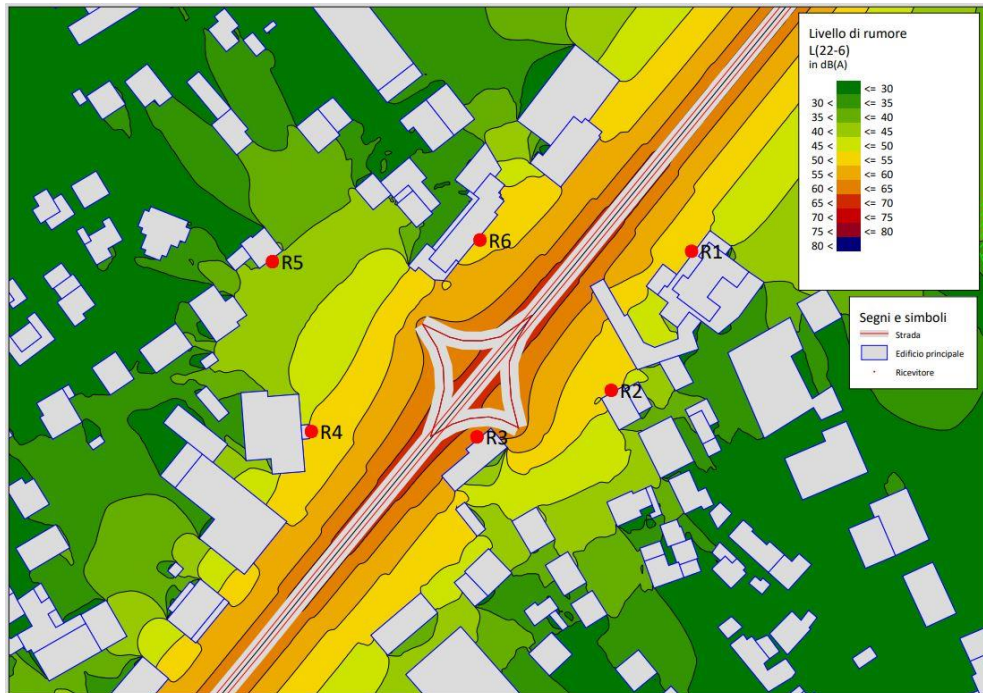 Livello di rumore
L(22-6)
in dB(A)
<= 30
30 < <= 35
35 < <= 40
40 < <= 45
45 < <= 50
50 < <= 55
55 < <= 60
60 < <= 65
65 < <= 70
70 < <= 75
75 < <= 80
80 <
Segni e simboli
Strada
Edificio principale
Ricevitore
R6
R1
R5
R2
R4
R3